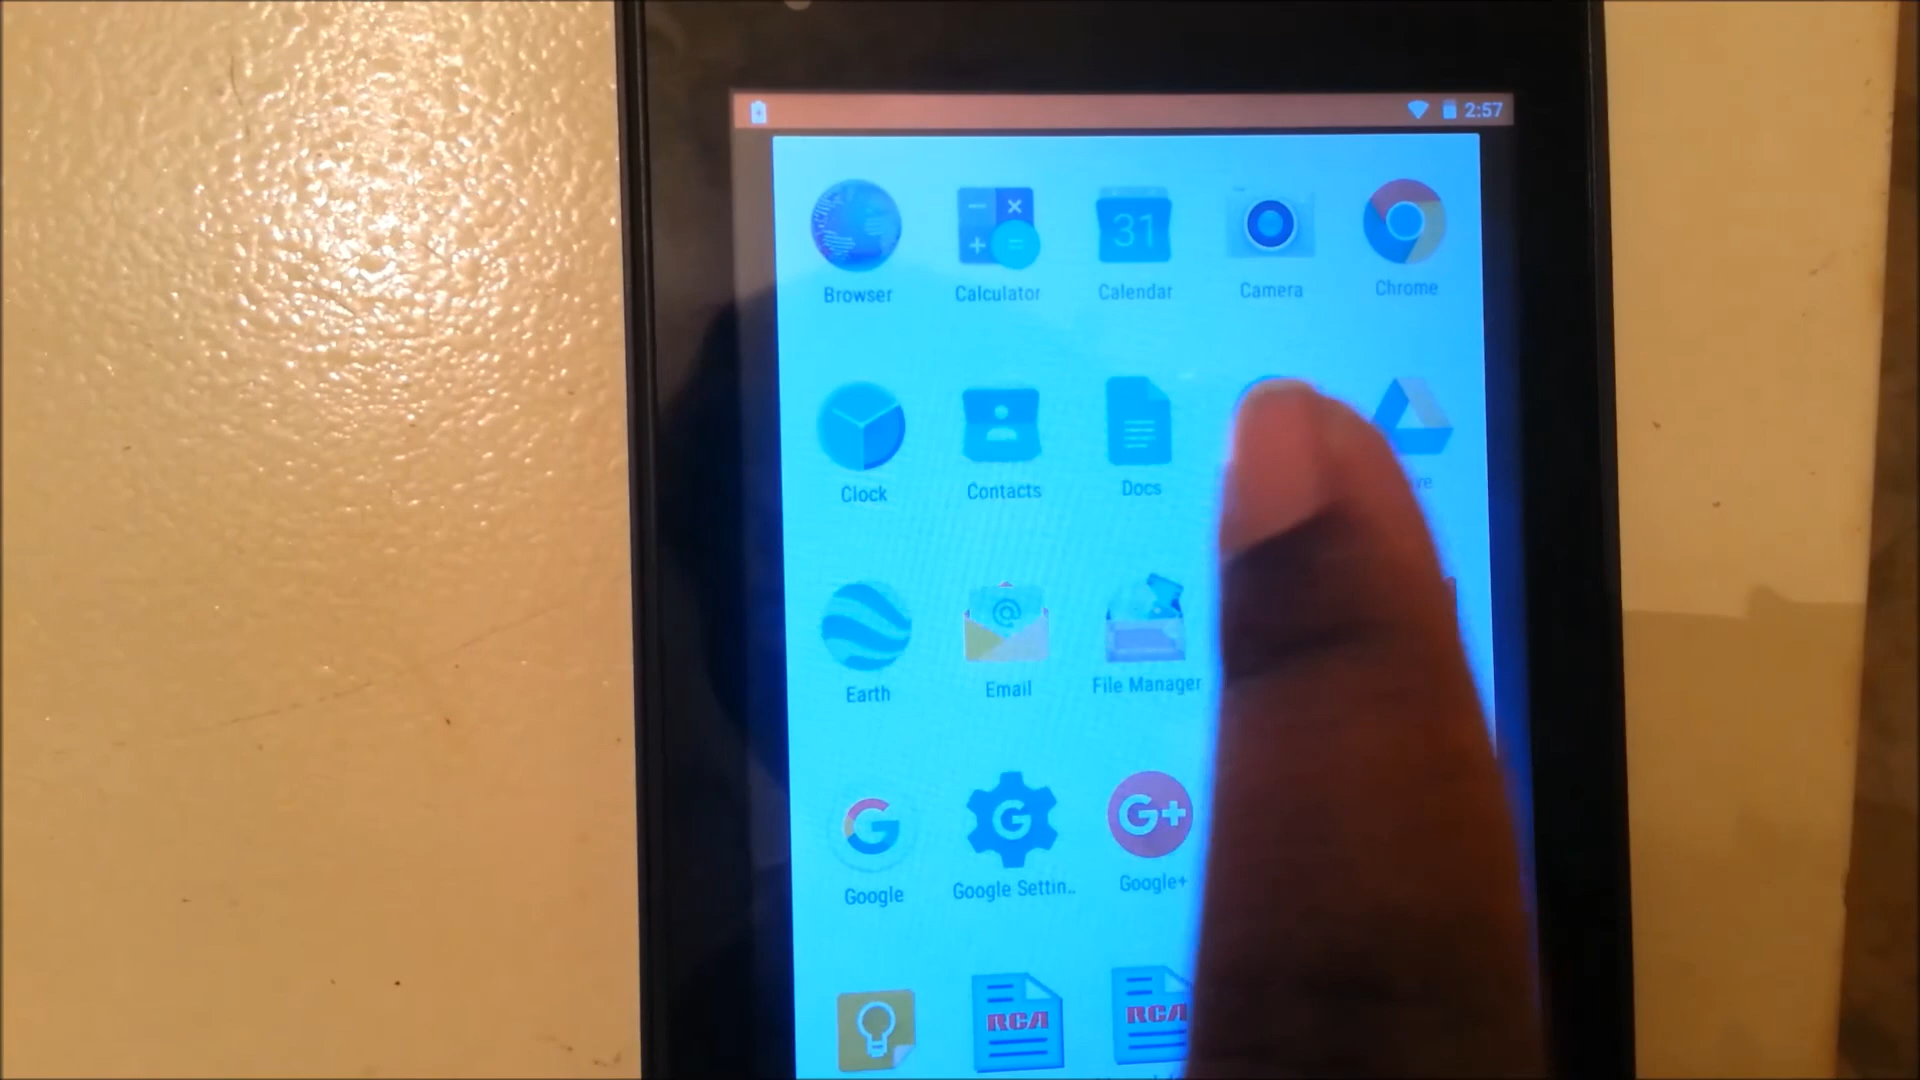 2:57
31
Browser
Calculator
Calendar
Camera
Chrome
Clock
Contacts
Docs
@
Earth
Email
File Manager
G
G
G+
Google
Google Settin..
Google+
RCA
RCA